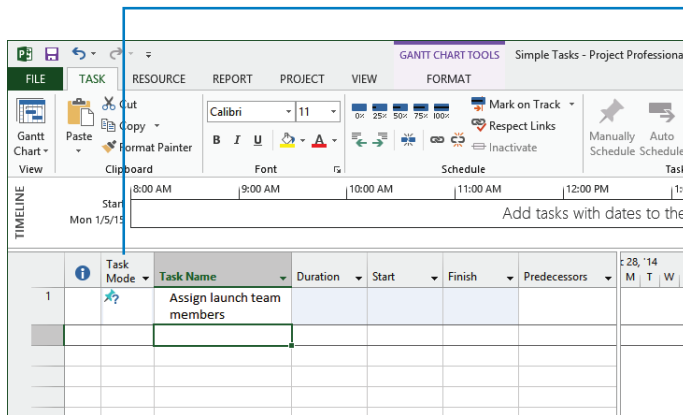 GANTT CHART TOOLS Simple Tasks - Project Professiona
FILE TASK RESOURCE REPORT PROJECT VIEW FORMAT
Gantt
Chart
View
Paste
Cut
Copy
Format Painter
Clipboard
Calibri 11
B I U A
Font
0% 25% 50% 75% 100%
Mark on Track
Respect Links
Inactivate
Schedule
Manually
Schedule
Auto
Schedule
Task
TIMELINE
Start
Mon 1/5/15
8:00 AM 9:00 AM 10:00 AM 11:00 AM 12:00 PM 1:
Add tasks with dates to the
Task
Mode
Task Name Duration Start Finish Predecessors
28, '14
M T W
1 Assign launch team
members